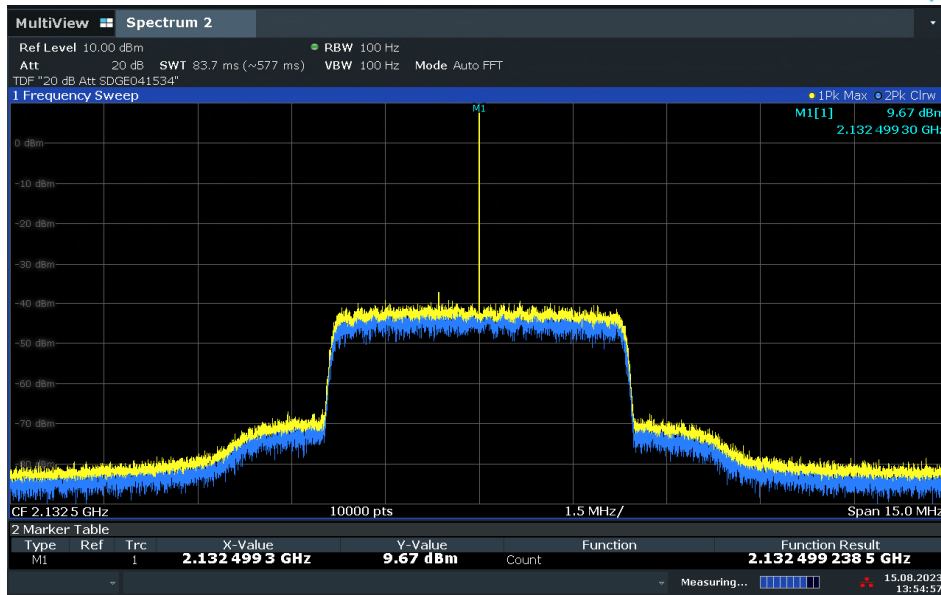 MultiView Spectrum 2
Ref Level 10.00 dBm RBW 100 Hz
Att 20 dB SWT 83.7 ms (~577 ms) VBW 100 Hz Mode Auto FFT
TDF "20 dB Att SDGE041534"
1 Frequency Sweep 1Pk Max 2Pk Clrw
M1
M1[1] 9.67 dBm
2.132 499 30 GHz
0 dBm
-10 dBm
-20 dBm
-30 dBm
-40 dBm
-50 dBm
-60 dBm
-70 dBm
CF 2.132 5 GHz 10000 pts 1.5 MHz/ Span 15.0 MHz
2 Marker Table
Type Ref Trc X-Value Y-Value Function Function Result
M1 1 2.132 499 3 GHz 9.67 dBm Count 2.132 499 238 5 GHz
Measuring... 15.08.2023
13:54:57